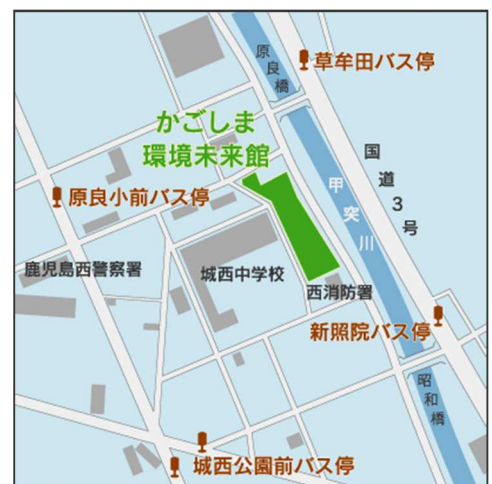 原良橋
草牟田バス停
かごしま
環境未来館
国道3号
原良小前バス停
甲突川
鹿児島西警察署
城西中学校
西消防署
新照院バス停
昭和橋
城西公園前バス停